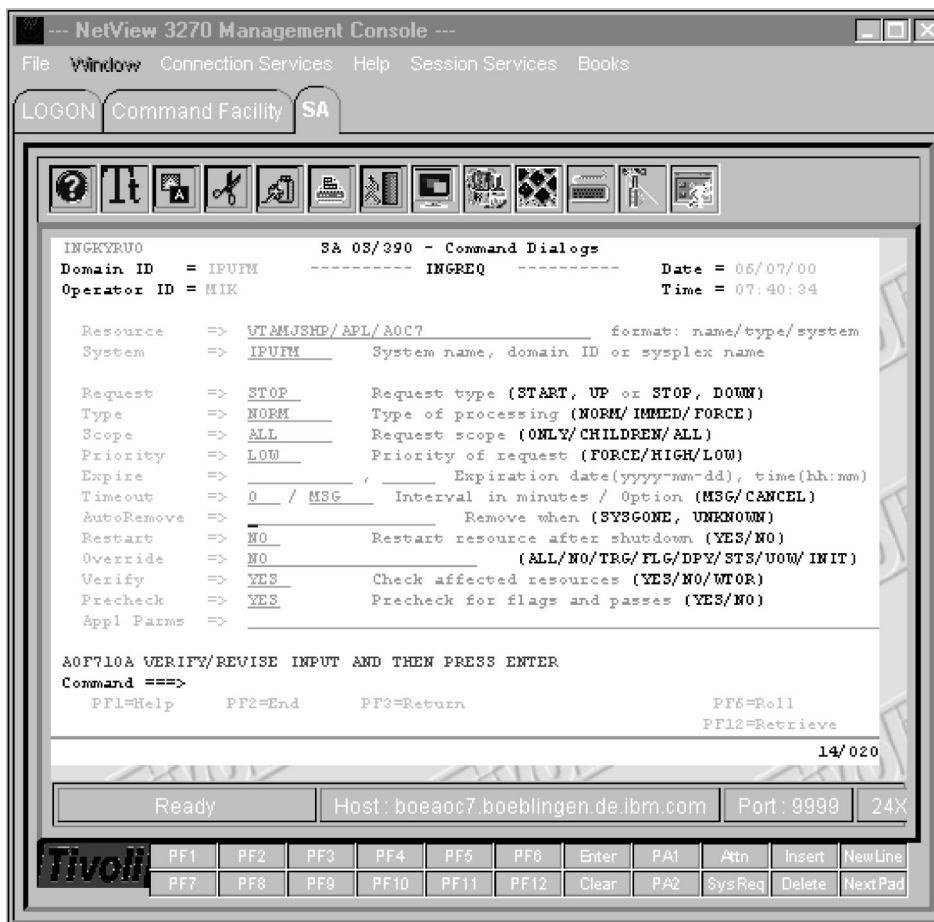 --- NetView 3270 Management Console ---
File Window Connection Services Help Session Services Books
LOGON Command Facility SA
INGKYRU0 SA OS/390 - Command Dialogs
Domain ID = IPUFM ---------- INGREQ ---------- Date = 06/07/00
Operator ID = MIK Time = 07:40:34
Resource => VTAMJSHP/APL/AOC7 format: name/type/system
System => IPUFM System name, domain ID or sysplex name
Request => STOP Request type (START, UP or STOP, DOWN)
Type => NORM Type of processing (NORM/IMMED/FORCE)
Scope => ALL Request scope (ONLY/CHILDREN/ALL)
Priority => LOW Priority of request (FORCE/HIGH/LOW)
Expire => , Expiration date(yyyy-mm-dd), time(hh:mm)
Timeout => 0 / MSG Interval in minutes / Option (MSG/CANCEL)
AutoRemove => Remove when (SYSGONE, UNKNOWN)
Restart => NO Restart resource after shutdown (YES/NO)
Override => NO (ALL/NO/TRG/FLG/DPY/STS/UOW/INIT)
Verify => YES Check affected resources (YES/NO/WTOR)
Precheck => YES Precheck for flags and passes (YES/NO)
Appl Parms =>
AOF710A VERIFY/REVISE INPUT AND THEN PRESS ENTER
Command ===>
PF1=Help PF2=End PF3=Return PF6=Roll
PF12=Retrieve
14/020
Ready Host : boeaoc7.boeblingen.de.ibm.com Port : 9999 24X
Tivoli PF1 PF2 PF3 PF4 PF5 PF6 Enter PA1 Attn Insert NewLine
PF7 PF8 PF9 PF10 PF11 PF12 Clear PA2 SysReq Delete NextPad